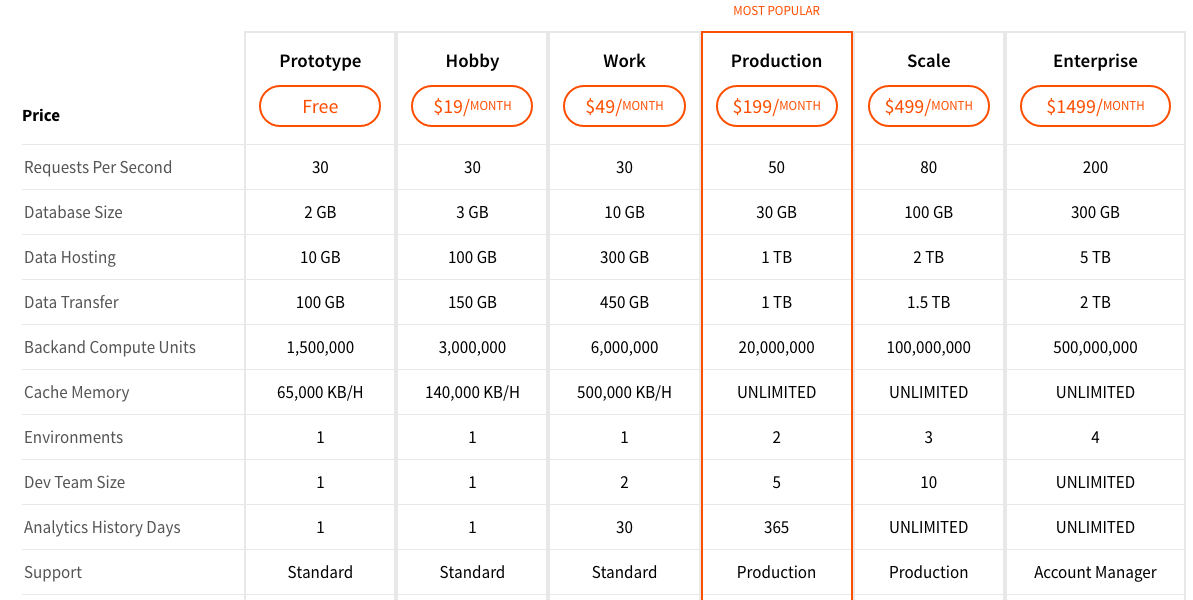 MOST POPULAR
Prototype Hobby Work Production Scale Enterprise
Price Free $19/MONTH $49/MONTH $199/MONTH $499/MONTH $1499/MONTH
Requests Per Second 30 30 30 50 80 200
Database Size 2 GB 3 GB 10 GB 30 GB 100 GB 300 GB
Data Hosting 10 GB 100 GB 300 GB 1 TB 2 TB 5 TB
Data Transfer 100 GB 150 GB 450 GB 1 TB 1.5 TB 2 TB
Backand Compute Units 1,500,000 3,000,000 6,000,000 20,000,000 100,000,000 500,000,000
Cache Memory 65,000 KB/H 140,000 KB/H 500,000 KB/H UNLIMITED UNLIMITED UNLIMITED
Environments 1 1 1 2 3 4
Dev Team Size 1 1 2 5 10 UNLIMITED
Analytics History Days 1 1 30 365 UNLIMITED UNLIMITED
Support Standard Standard Standard Production Production Account Manager